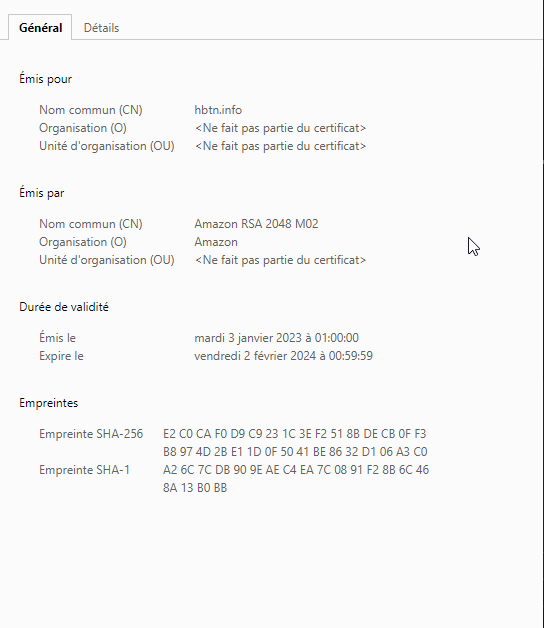 Général Détails
Émis pour
Nom commun (CN) hbtn.info
Organisation (O) <Ne fait pas partie du certificat>
Unité d'organisation (OU) <Ne fait pas partie du certificat>
Émis par
Nom commun (CN) Amazon RSA 2048 M02
Organisation (O) Amazon
Unité d'organisation (OU) <Ne fait pas partie du certificat>
Durée de validité
Émis le mardi 3 janvier 2023 à 01:00:00
Expire le vendredi 2 février 2024 à 00:59:59
Empreintes
Empreinte SHA-256 E2 C0 CA F0 D9 C9 23 1C 3E F2 51 8B DE CB 0F F3
B8 97 4D 2B E1 1D 0F 50 41 BE 86 32 D1 06 A3 C0
Empreinte SHA-1 A2 6C 7C DB 90 9E AE C4 EA 7C 08 91 F2 8B 6C 46
8A 13 B0 BB